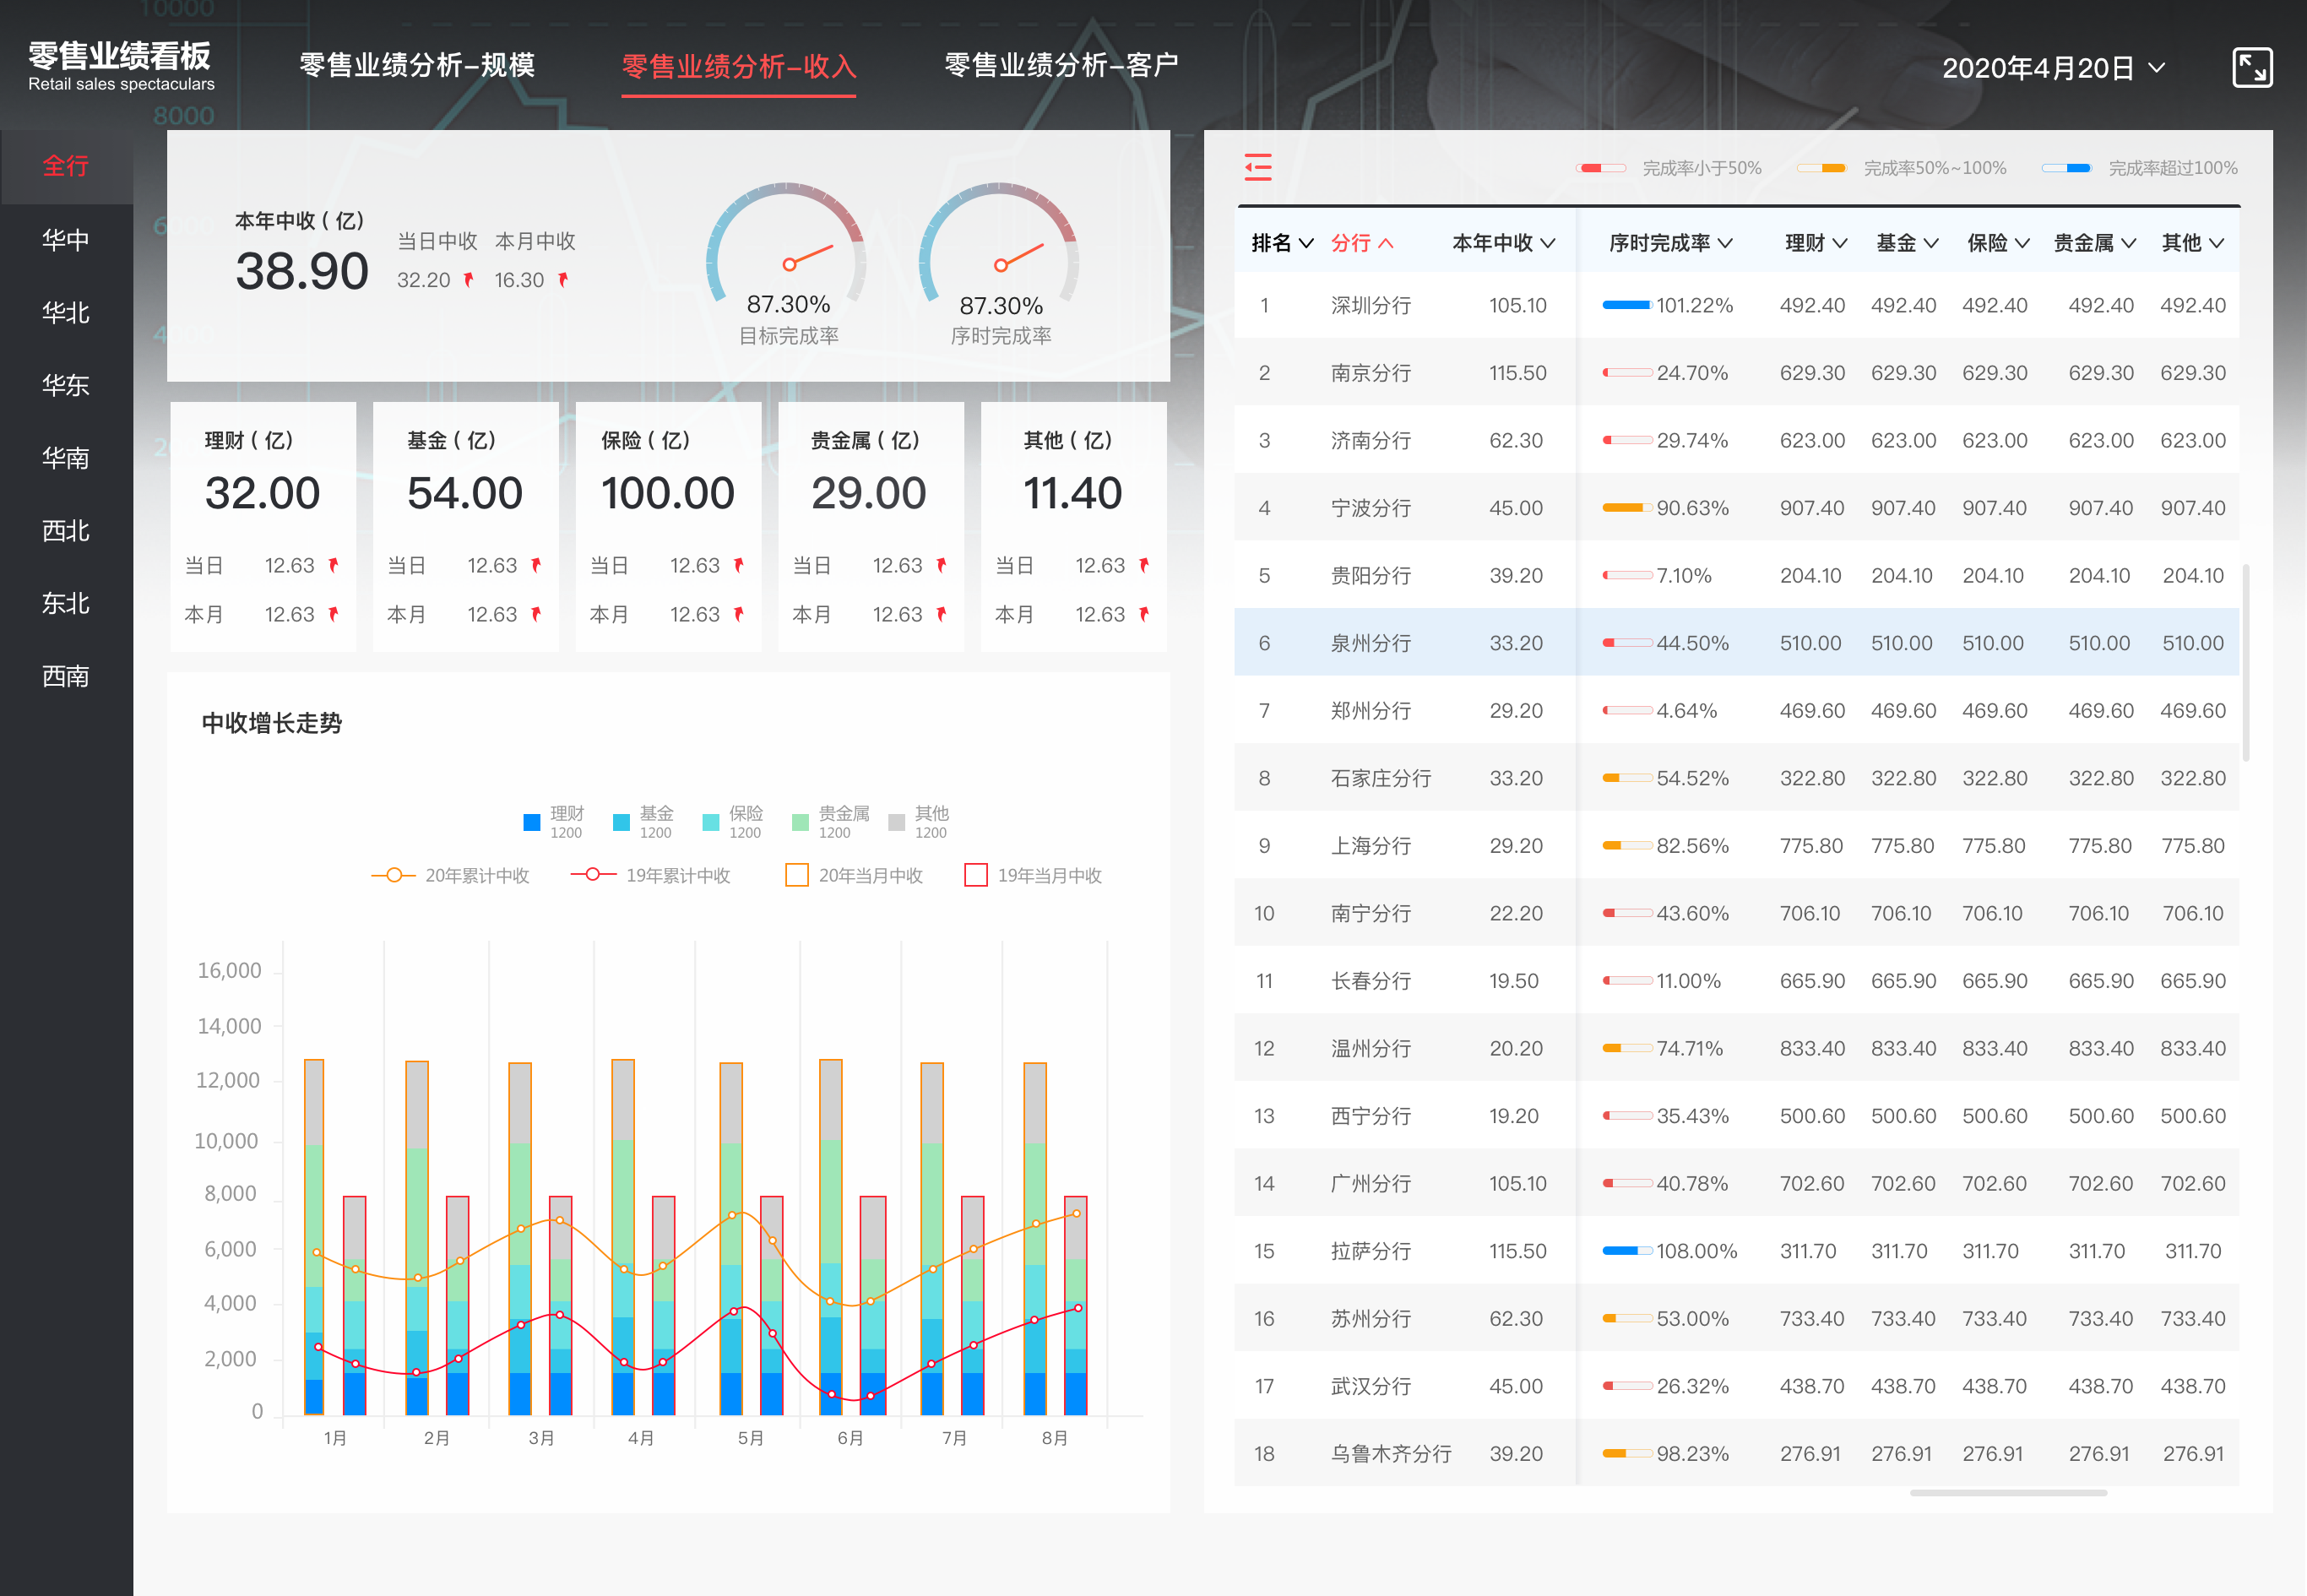 零售业绩看板
Retail sales spectaculars
零售业绩分析-规模
零售业绩分析-收入
零售业绩分析-客户
2020年4月20日
10000
8000
全行
华中
华北
华东
华南
西北
东北
西南
本年中收（亿）
38.90
当日中收 本月中收
32.20 16.30
87.30%
目标完成率
87.30%
序时完成率
理财（亿）
32.00
当日 12.63
本月 12.63
基金（亿）
54.00
当日 12.63
本月 12.63
保险（亿）
100.00
当日 12.63
本月 12.63
贵金属（亿）
29.00
当日 12.63
本月 12.63
其他（亿）
11.40
当日 12.63
本月 12.63
中收增长走势
理财 基金 保险 贵金属 其他
1200 1200 1200 1200 1200
20年累计中收 19年累计中收 20年当月中收 19年当月中收
16,000
14,000
12,000
10,000
8,000
6,000
4,000
2,000
0
1月 2月 3月 4月 5月 6月 7月 8月
完成率小于50% 完成率50%~100% 完成率超过100%
排名 分行 本年中收 序时完成率 理财 基金 保险 贵金属 其他
1 深圳分行 105.10 101.22% 492.40 492.40 492.40 492.40 492.40
2 南京分行 115.50 24.70% 629.30 629.30 629.30 629.30 629.30
3 济南分行 62.30 29.74% 623.00 623.00 623.00 623.00 623.00
4 宁波分行 45.00 90.63% 907.40 907.40 907.40 907.40 907.40
5 贵阳分行 39.20 7.10% 204.10 204.10 204.10 204.10 204.10
6 泉州分行 33.20 44.50% 510.00 510.00 510.00 510.00 510.00
7 郑州分行 29.20 4.64% 469.60 469.60 469.60 469.60 469.60
8 石家庄分行 33.20 54.52% 322.80 322.80 322.80 322.80 322.80
9 上海分行 29.20 82.56% 775.80 775.80 775.80 775.80 775.80
10 南宁分行 22.20 43.60% 706.10 706.10 706.10 706.10 706.10
11 长春分行 19.50 11.00% 665.90 665.90 665.90 665.90 665.90
12 温州分行 20.20 74.71% 833.40 833.40 833.40 833.40 833.40
13 西宁分行 19.20 35.43% 500.60 500.60 500.60 500.60 500.60
14 广州分行 105.10 40.78% 702.60 702.60 702.60 702.60 702.60
15 拉萨分行 115.50 108.00% 311.70 311.70 311.70 311.70 311.70
16 苏州分行 62.30 53.00% 733.40 733.40 733.40 733.40 733.40
17 武汉分行 45.00 26.32% 438.70 438.70 438.70 438.70 438.70
18 乌鲁木齐分行 39.20 98.23% 276.91 276.91 276.91 276.91 276.91